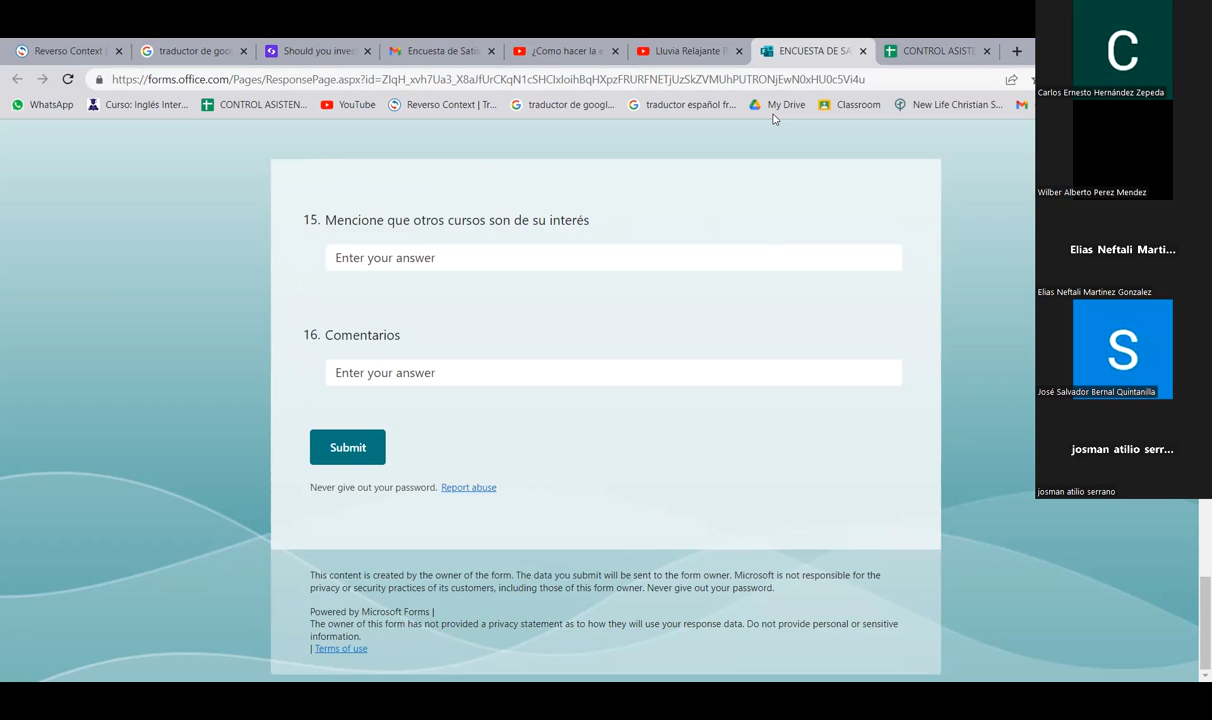 Reverso Context |
traductor de goo
Should you inves
Encuesta de Satis
¿Como hacer la e
Lluvia Relajante P
ENCUESTA DE SA
CONTROL ASISTE
https://forms.office.com/Pages/ResponsePage.aspx?id=ZIqH_xvh7Ua3_X8aJfUrCKqN1cSHClxIoihBqHXpzFRURFNETjUzSkZVMUhPUTRONjEwN0xHU0c5Vi4u
WhatsApp
Curso: Inglés Inter...
CONTROL ASISTEN...
YouTube
Reverso Context | Tr...
traductor de googl...
traductor español fr...
My Drive
Classroom
New Life Christian S...
15. Mencione que otros cursos son de su interés
Enter your answer
16. Comentarios
Enter your answer
Submit
Never give out your password. Report abuse
This content is created by the owner of the form. The data you submit will be sent to the form owner. Microsoft is not responsible for the
privacy or security practices of its customers, including those of this form owner. Never give out your password.
Powered by Microsoft Forms |
The owner of this form has not provided a privacy statement as to how they will use your response data. Do not provide personal or sensitive
information.
| Terms of use
C
Carlos Ernesto Hernández Zepeda
Wilber Alberto Perez Mendez
Elias Neftali Marti...
Elias Neftali Martinez Gonzalez
S
José Salvador Bernal Quintanilla
josman atilio serr...
josman atilio serrano